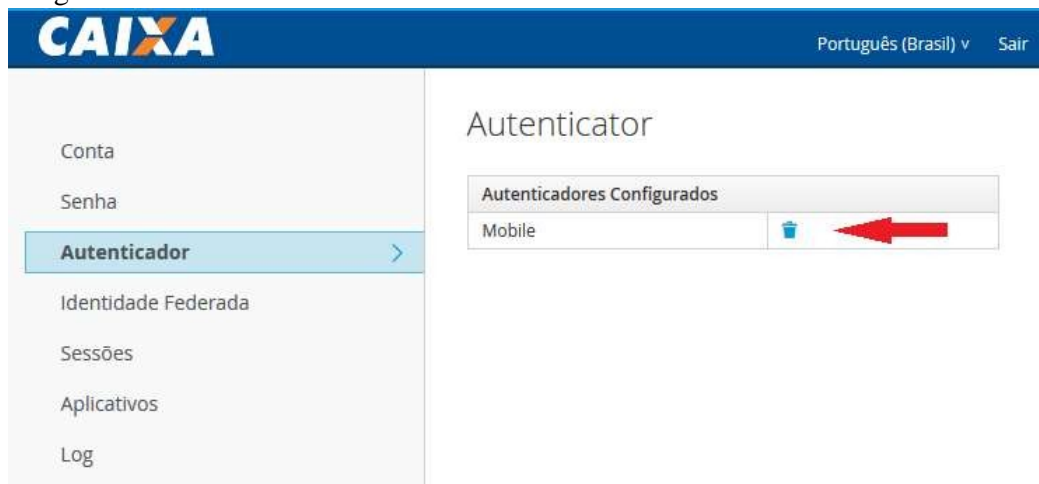 CAIXA
Português (Brasil) v Sair
Conta
Senha
Autenticador
Identidade Federada
Sessões
Aplicativos
Log
Autenticator
Autenticadores Configurados
Mobile